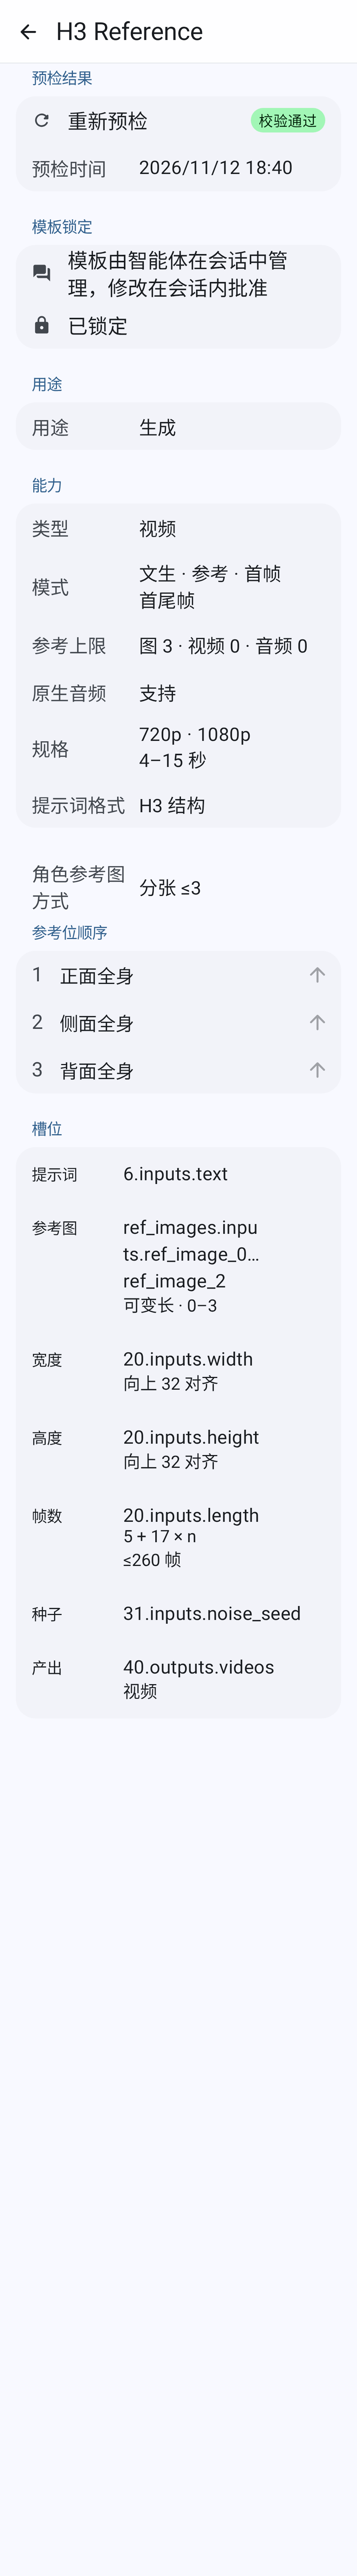 H3 Reference
预检结果
重新预检 校验通过
预检时间 2026/11/12 18:40
模板锁定
模板由智能体在会话中管
理，修改在会话内批准
已锁定
用途
用途 生成
能力
类型 视频
模式 文生 · 参考 · 首帧
首尾帧
参考上限 图 3 · 视频 0 · 音频 0
原生音频 支持
规格 720p · 1080p
4–15 秒
提示词格式 H3 结构
角色参考图
方式 分张 ≤3
参考位顺序
1 正面全身
2 侧面全身
3 背面全身
槽位
提示词 6.inputs.text
参考图 ref_images.inpu
ts.ref_image_0…
ref_image_2
可变长 · 0–3
宽度 20.inputs.width
向上 32 对齐
高度 20.inputs.height
向上 32 对齐
帧数 20.inputs.length
5 + 17 × n
≤260 帧
种子 31.inputs.noise_seed
产出 40.outputs.videos
视频